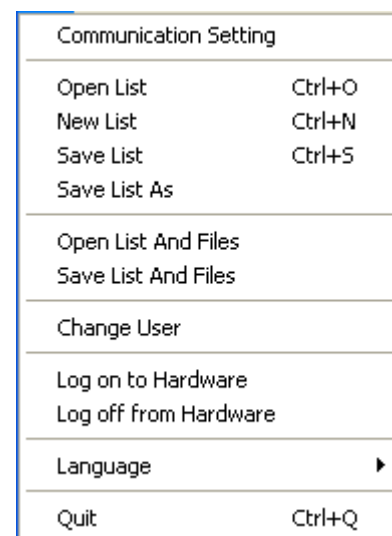 Communication Setting
Open List Ctrl+O
New List Ctrl+N
Save List Ctrl+S
Save List As
Open List And Files
Save List And Files
Change User
Log on to Hardware
Log off from Hardware
Language
Quit Ctrl+Q